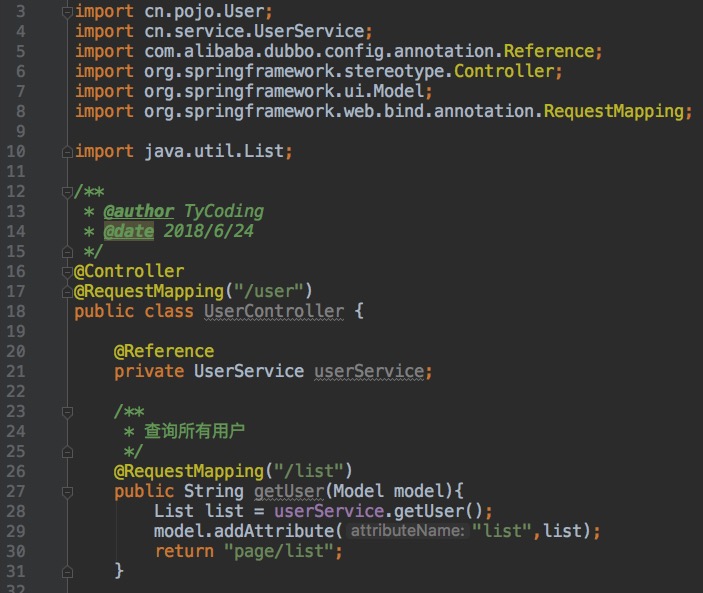 3 import cn.pojo.User;
4 import cn.service.UserService;
5 import com.alibaba.dubbo.config.annotation.Reference;
6 import org.springframework.stereotype.Controller;
7 import org.springframework.ui.Model;
8 import org.springframework.web.bind.annotation.RequestMapping;
9
10 import java.util.List;
11
12 /**
13 * @author TyCoding
14 * @date 2018/6/24
15 */
16 @Controller
17 @RequestMapping("/user")
18 public class UserController {
19
20 @Reference
21 private UserService userService;
22
23 /**
24 * 查询所有用户
25 */
26 @RequestMapping("/list")
27 public String getUser(Model model){
28 List list = userService.getUser();
29 model.addAttribute( attributeName: "list",list);
30 return "page/list";
31 }
32